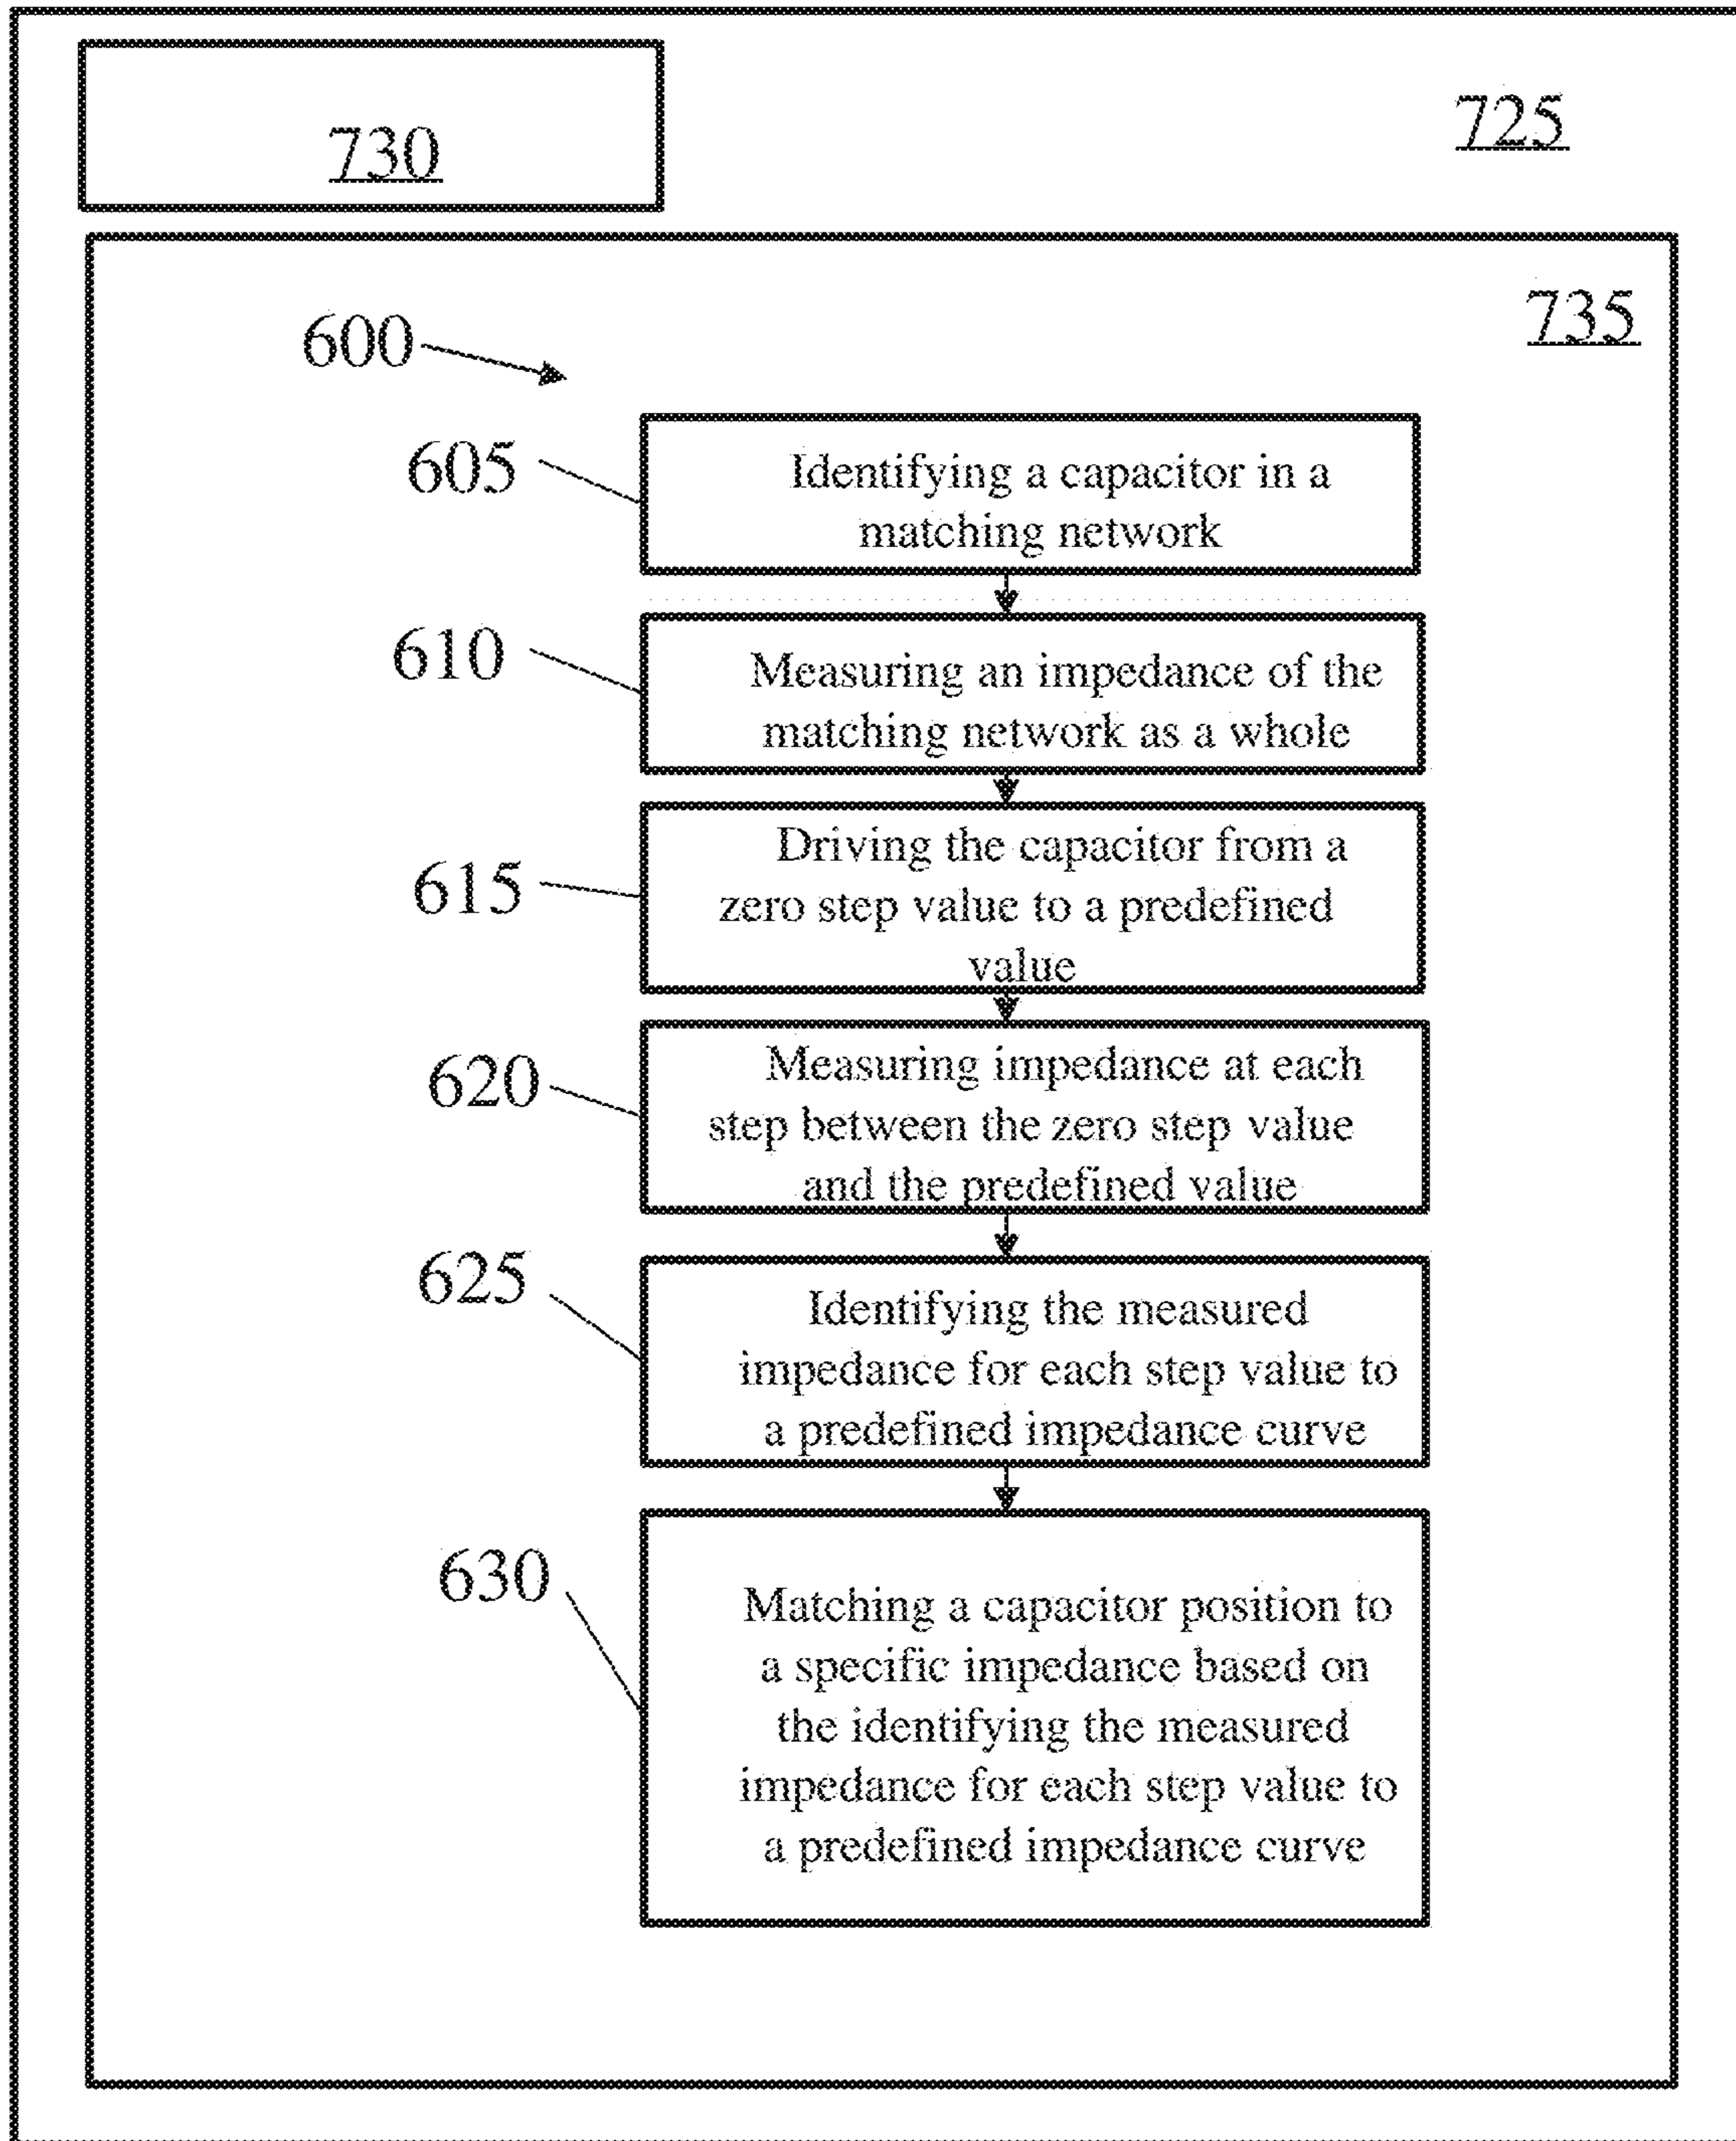 730
725
735
600
605
Identifying a capacitor in a
matching network
610
Measuring an impedance of the
matching network as a whole
615
Driving the capacitor from a
zero step value to a predefined
value
620
Measuring impedance at each
step between the zero step value
and the predefined value
625
Identifying the measured
impedance for each step value to
a predefined impedance curve
630
Matching a capacitor position to
a specific impedance based on
the identifying the measured
impedance for each step value to
a predefined impedance curve